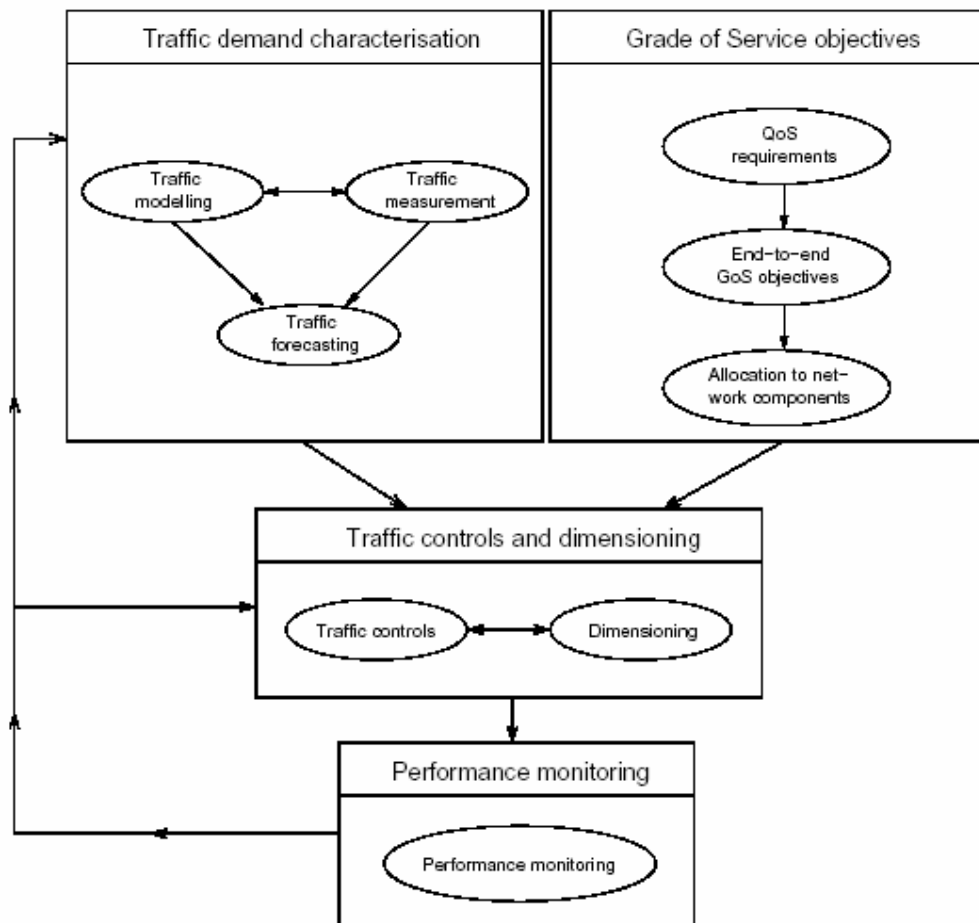 Traffic demand characterisation
Grade of Service objectives
Traffic
modelling
Traffic
measurement
Traffic
forecasting
QoS
requirements
End-to-end
GoS objectives
Allocation to net-
work components
Traffic controls and dimensioning
Traffic controls
Dimensioning
Performance monitoring
Performance monitoring